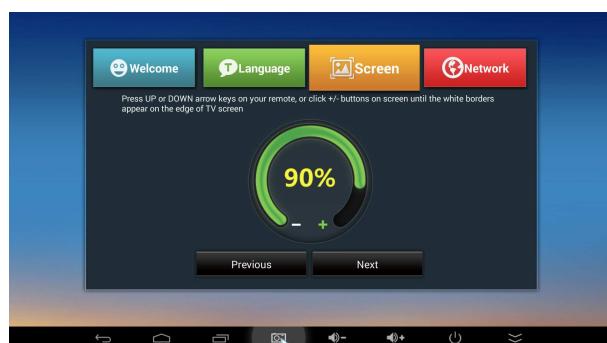 Welcome
T Language
Screen
Network
Press UP or DOWN arrow keys on your remote, or click +/- buttons on screen until the white borders
appear on the edge of TV screen
90%
- +
Previous
Next